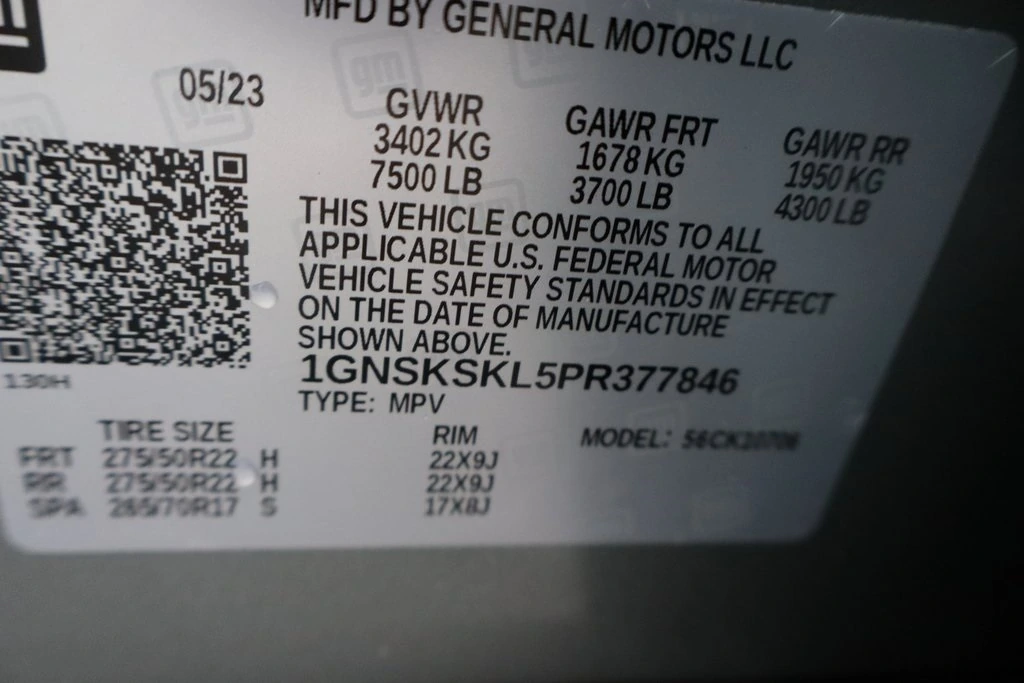 MFD BY GENERAL MOTORS LLC
05/23
GVWR GAWR FRT GAWR RR
3402 KG 1678 KG 1950 KG
7500 LB 3700 LB 4300 LB
THIS VEHICLE CONFORMS TO ALL
APPLICABLE U.S. FEDERAL MOTOR
VEHICLE SAFETY STANDARDS IN EFFECT
ON THE DATE OF MANUFACTURE
SHOWN ABOVE.
130H
1GNSKSKL5PR377846
TYPE: MPV
TIRE SIZE RIM MODEL:
FRT 275/50R22 H 22X9J
RR 275/50R22 H 22X9J
SPA 265/70R17 S 17X8J